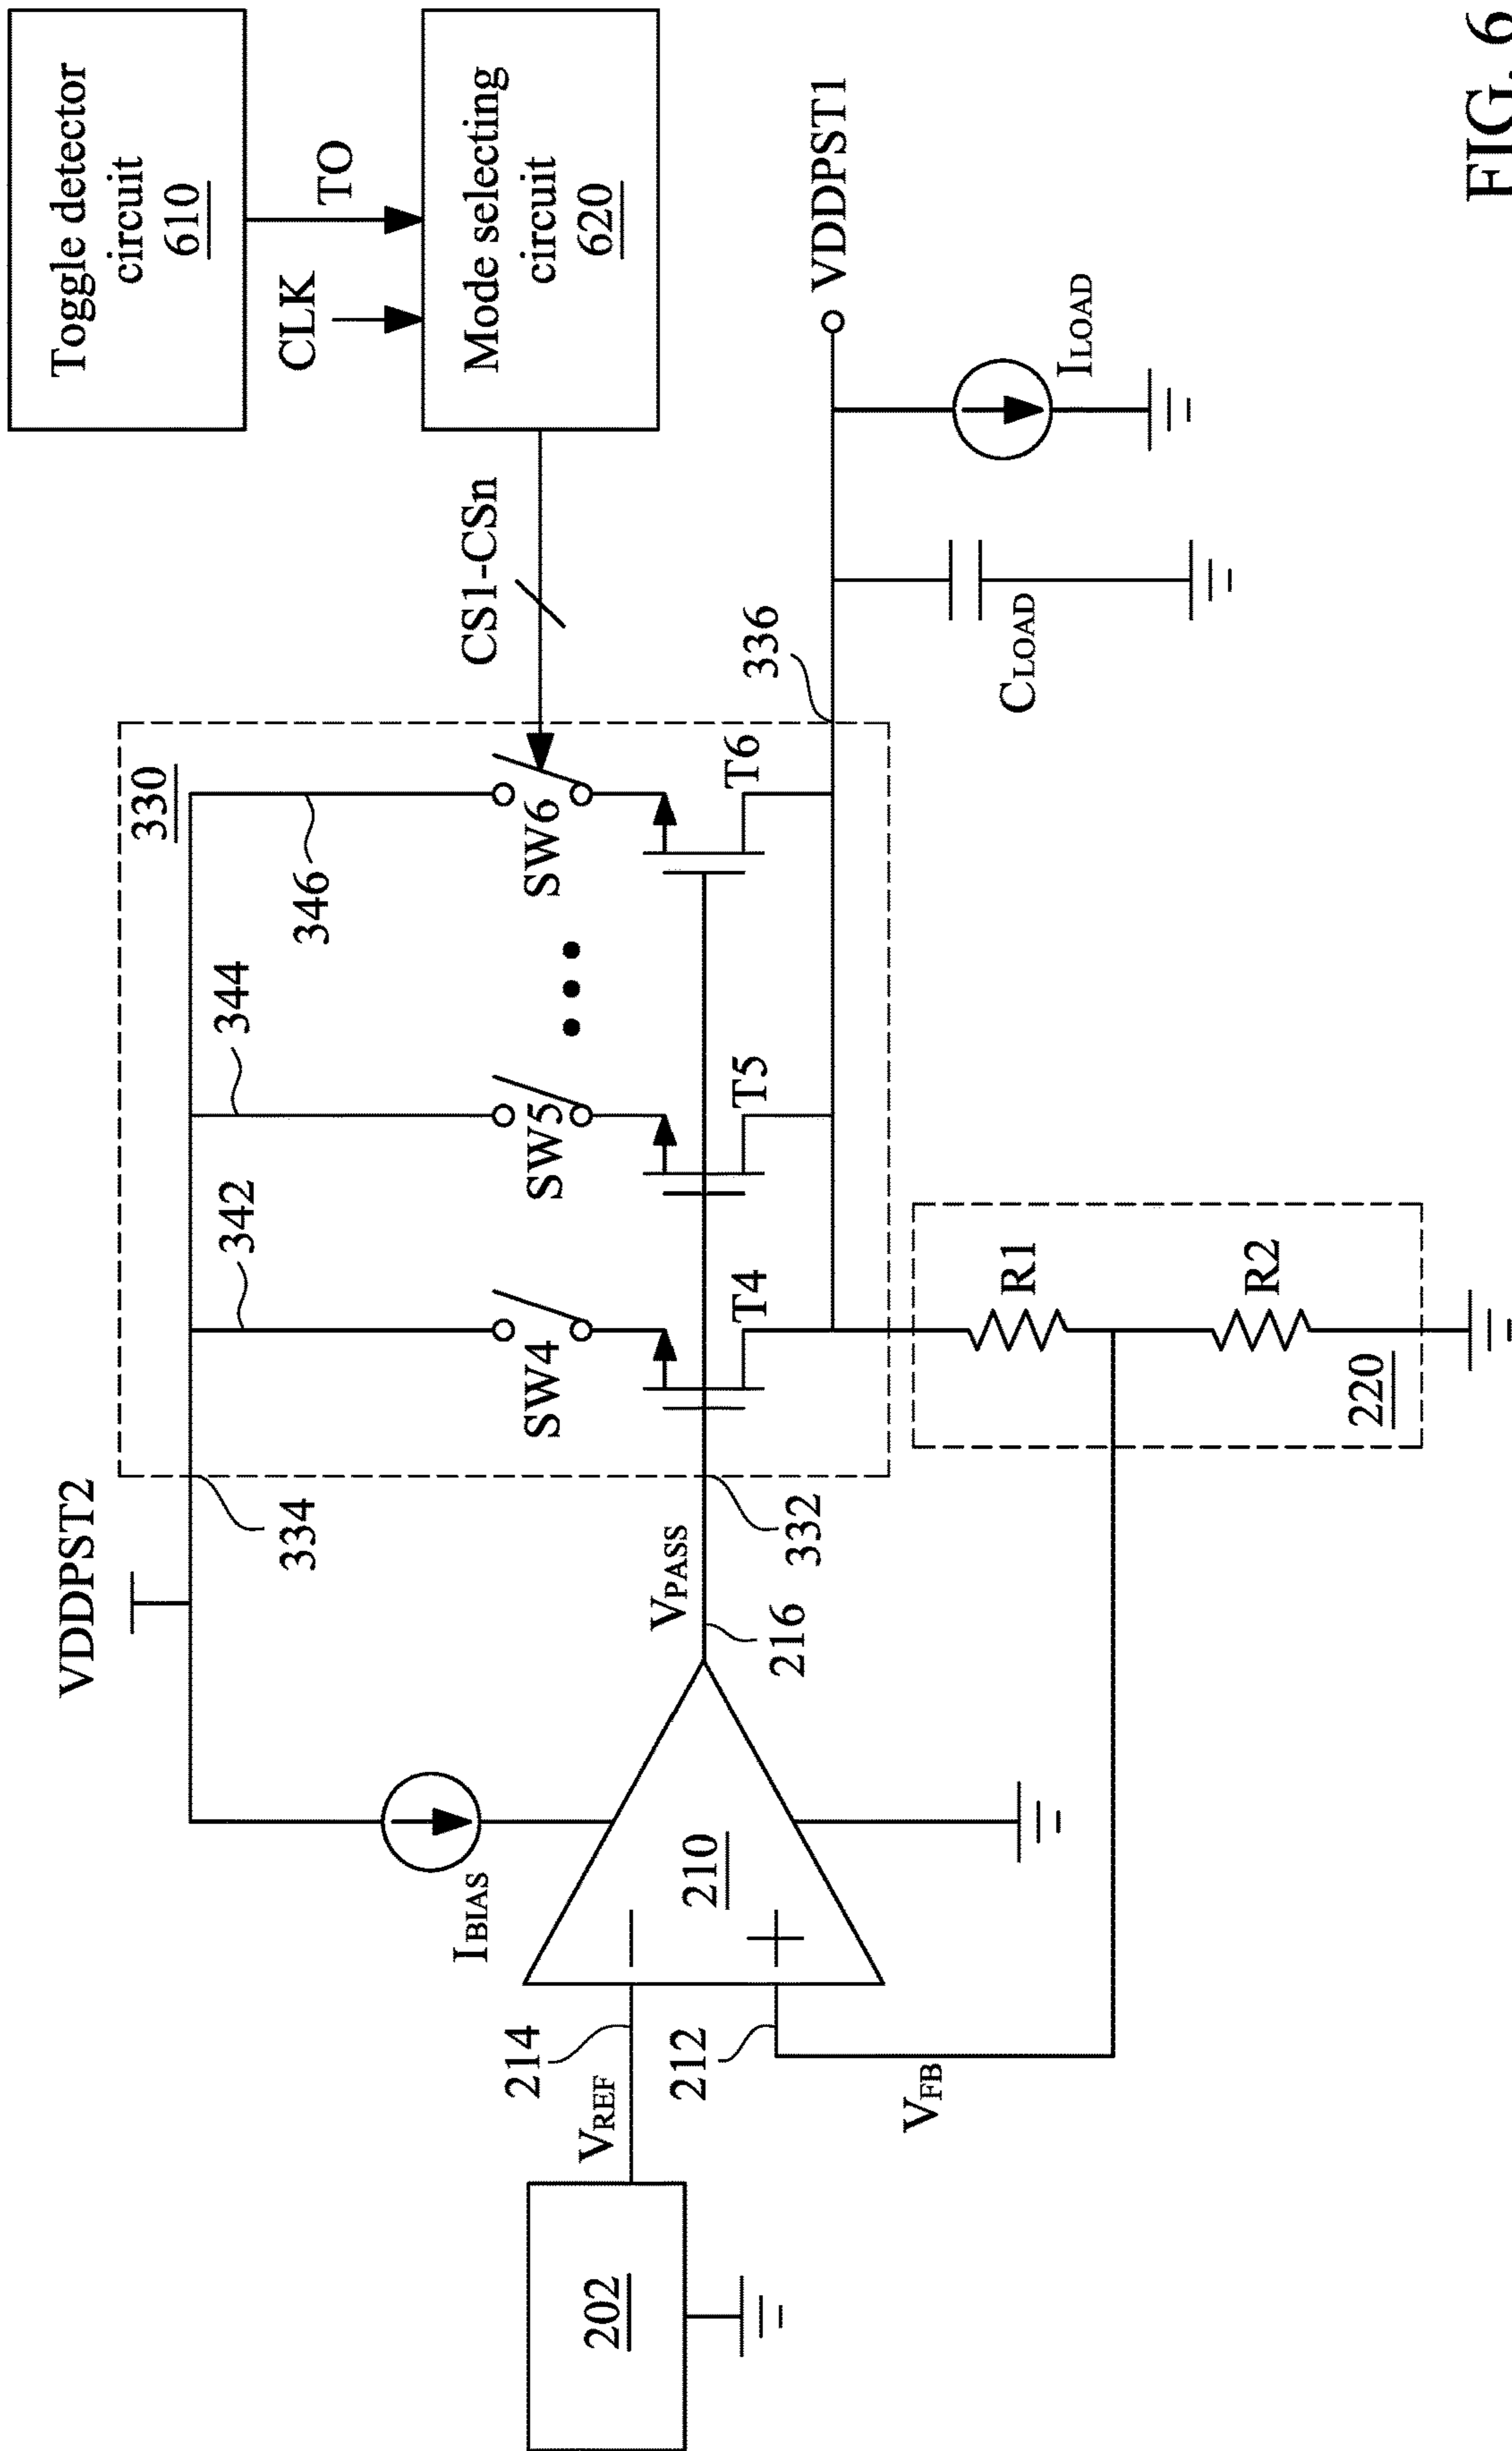 Toggle detector
circuit
610
TO
CLK
Mode selecting
circuit
620
CS1-CSn
VDDPST2
334
330
342
344
346
SW4
SW5
SW6
T4
T5
T6
IBIAS
VPASS
216
332
336
VDDPST1
202
VREF
214
212
210
VFB
R1
R2
220
CLOAD
ILOAD
FIG. 6